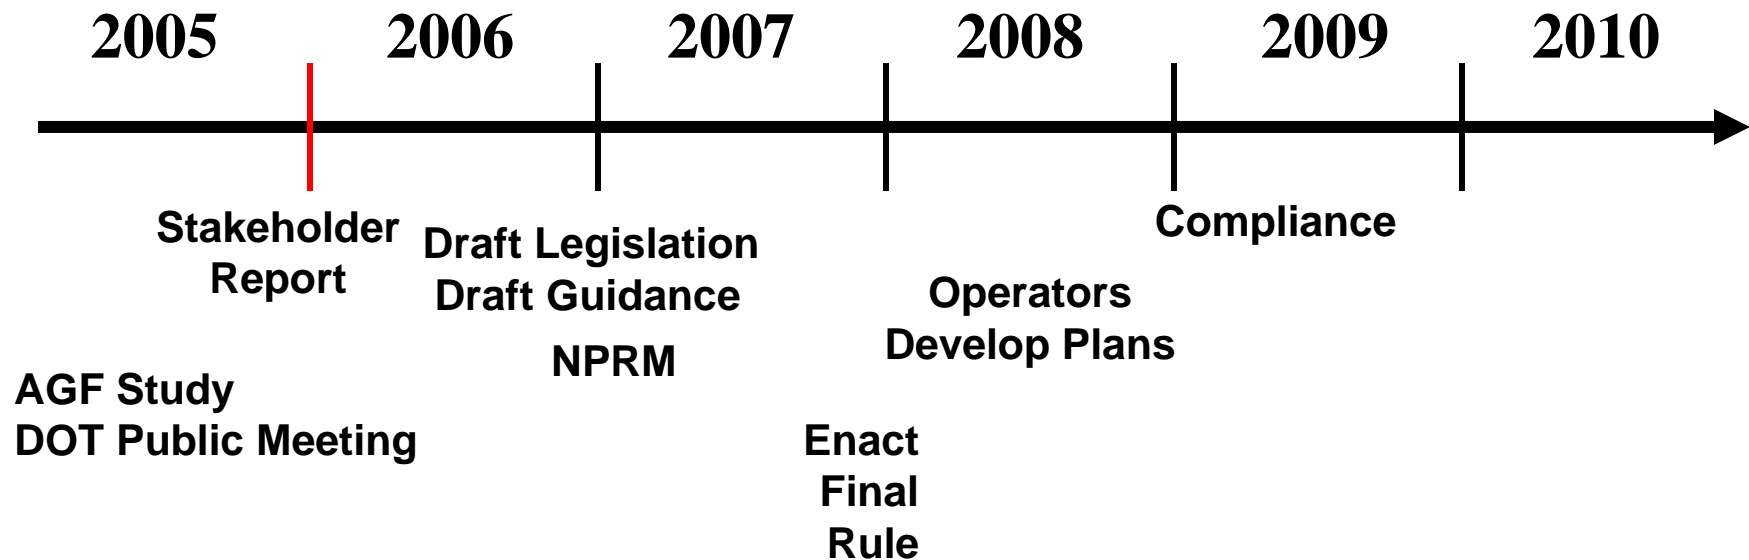 2005 2006 2007 2008 2009 2010
Stakeholder
Report
Draft Legislation
Draft Guidance
NPRM
Compliance
Operators
Develop Plans
AGF Study
DOT Public Meeting
Enact
Final
Rule